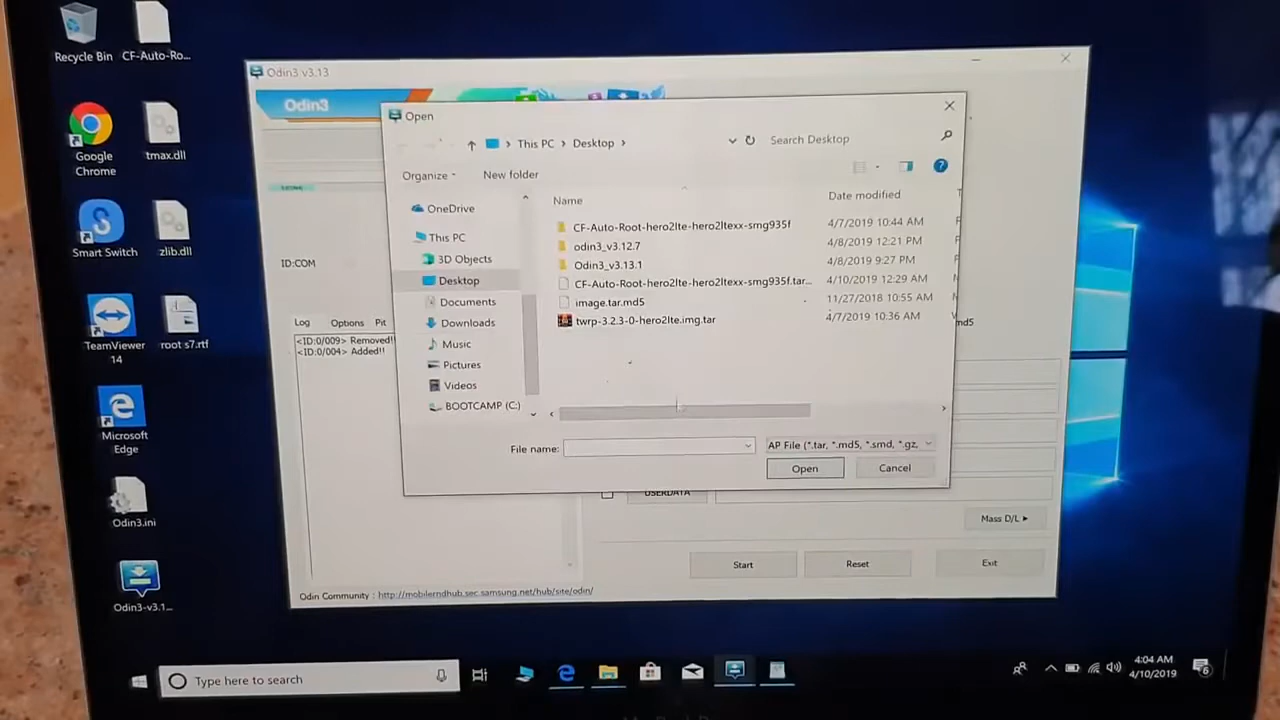 Recycle Bin
CF-Auto-Ro...
Google
Chrome
tmax.dll
Smart Switch
zlib.dll
TeamViewer
14
root s7.rtf
Microsoft
Edge
Odin3.ini
Odin3-v3.1...
Odin3 v3.13
Odin3
ID:COM
Log
Options
Pit
<ID:0/009> Removed!!
<ID:0/004> Added!!
Open
This PC > Desktop >
Search Desktop
Organize
New folder
OneDrive
This PC
3D Objects
Desktop
Documents
Downloads
Music
Pictures
Videos
BOOTCAMP (C:)
Name
Date modified
CF-Auto-Root-hero2lte-hero2ltexx-smg935f
4/7/2019 10:44 AM
odin3_v3.12.7
4/8/2019 12:21 PM
Odin3_v3.13.1
4/8/2019 9:27 PM
CF-Auto-Root-hero2lte-hero2ltexx-smg935f.tar...
4/10/2019 12:29 AM
image.tar.md5
11/27/2018 10:55 AM
twrp-3.2.3-0-hero2lte.img.tar
4/7/2019 10:36 AM
md5
File name:
AP File (*.tar, *.md5, *.smd, *.gz,
Open
Cancel
USERDATA
Mass D/L
Start
Reset
Exit
Odin Community : http://mobilerndhub.sec.samsung.net/hub/site/odin/
Type here to search
4:04 AM
4/10/2019
6